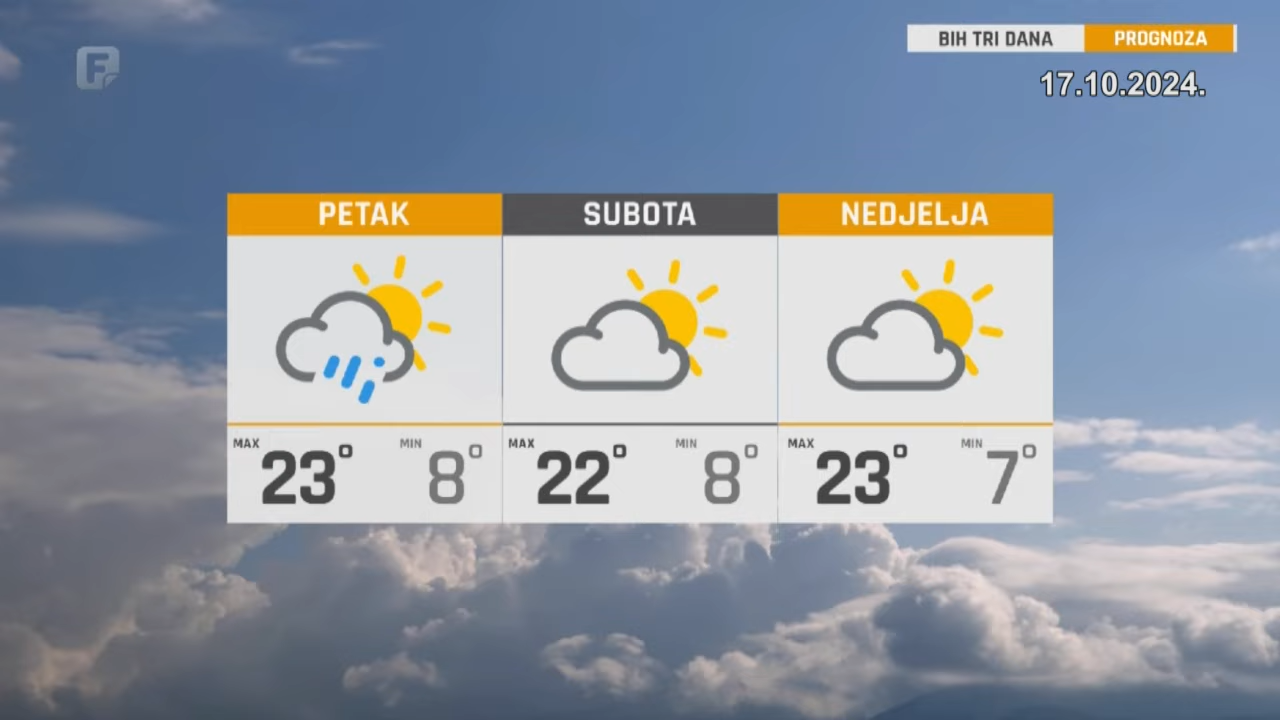 F
BIH TRI DANA PROGNOZA
17.10.2024.
PETAK SUBOTA NEDJELJA
MAX 23° MIN 8° MAX 22° MIN 8° MAX 23° MIN 7°